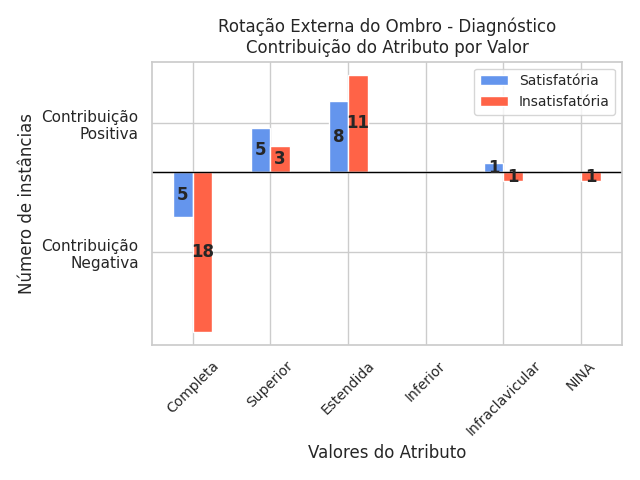 Rotação Externa do Ombro - Diagnóstico
Contribuição do Atributo por Valor
Satisfatória
Insatisfatória
Contribuição
Positiva
Contribuição
Negativa
Número de instâncias
5
18
5
3
8
11
1
1
1
Completa
Superior
Estendida
Inferior
Infraclavicular
NINA
Valores do Atributo